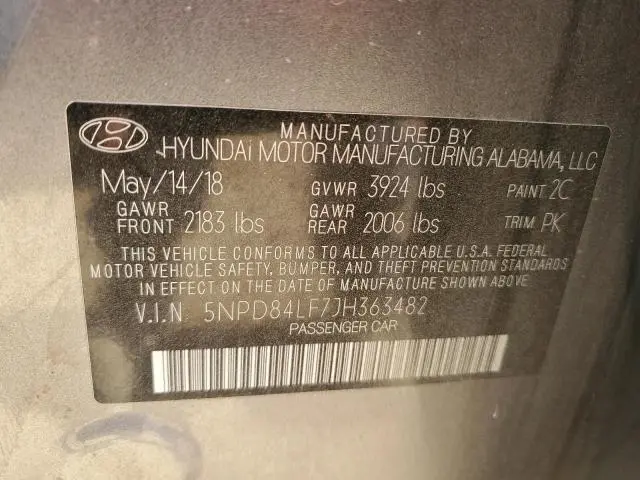 MANUFACTURED BY
HYUNDAI MOTOR MANUFACTURING ALABAMA, LLC
May/14/18 GVWR 3924 lbs PAINT 2C
GAWR FRONT 2183 lbs GAWR REAR 2006 lbs TRIM PK
THIS VEHICLE CONFORMS TO ALL APPLICABLE U.S.A. FEDERAL
MOTOR VEHICLE SAFETY, BUMPER, AND THEFT PREVENTION STANDARDS
IN EFFECT ON THE DATE OF MANUFACTURE SHOWN ABOVE
V.I.N 5NPD84LF7JH363482
PASSENGER CAR